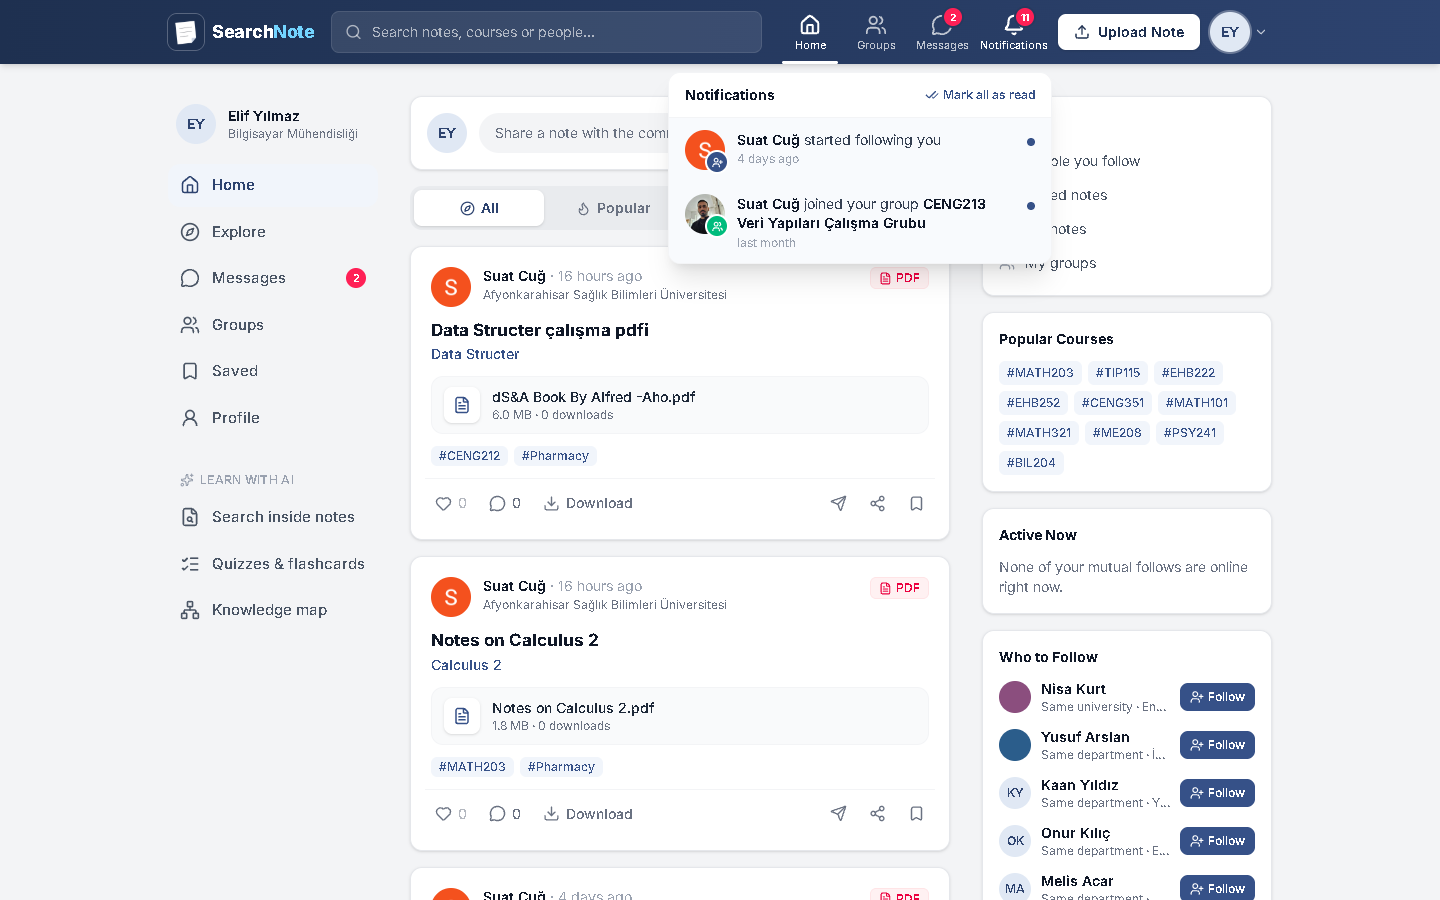 SearchNote
Search notes, courses or people...
Home
Groups
2
Messages
11
Notifications
Upload Note
EY
EY
Elif Yılmaz
Bilgisayar Mühendisliği
Home
Explore
Messages
2
Groups
Saved
Profile
LEARN WITH AI
Search inside notes
Quizzes & flashcards
Knowledge map
EY
Share a note with the com
All
Popular
Notifications
Mark all as read
S
Suat Cuğ started following you
4 days ago
Suat Cuğ joined your group CENG213
Veri Yapıları Çalışma Grubu
last month
S
Suat Cuğ · 16 hours ago
Afyonkarahisar Sağlık Bilimleri Üniversitesi
PDF
Data Structer çalışma pdfi
Data Structer
dS&A Book By Alfred -Aho.pdf
6.0 MB · 0 downloads
#CENG212
#Pharmacy
0
0
Download
S
Suat Cuğ · 16 hours ago
Afyonkarahisar Sağlık Bilimleri Üniversitesi
PDF
Notes on Calculus 2
Calculus 2
Notes on Calculus 2.pdf
1.8 MB · 0 downloads
#MATH203
#Pharmacy
0
0
Download
Suat Cuğ · 4 days ago
PDF
ple you follow
ed notes
notes
My groups
Popular Courses
#MATH203
#TIP115
#EHB222
#EHB252
#CENG351
#MATH101
#MATH321
#ME208
#PSY241
#BIL204
Active Now
None of your mutual follows are online
right now.
Who to Follow
Nisa Kurt
Same university · En...
Follow
Yusuf Arslan
Same department · İ...
Follow
KY
Kaan Yıldız
Same department · Y...
Follow
OK
Onur Kılıç
Same department · E...
Follow
MA
Melis Acar
Same department ·
Follow